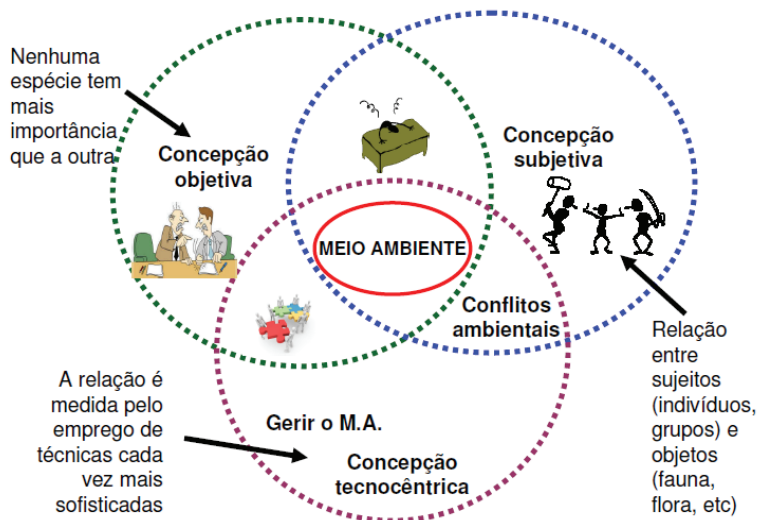 Nenhuma
espécie tem
mais
importância
que a outra
Concepção
objetiva
Concepção
subjetiva
MEIO AMBIENTE
Conflitos
ambientais
Relação
entre
sujeitos
(indivíduos,
grupos) e
objetos
(fauna,
flora, etc)
A relação é
medida pelo
emprego de
técnicas cada
vez mais
sofisticadas
Gerir o M.A.
Concepção
tecnocêntrica